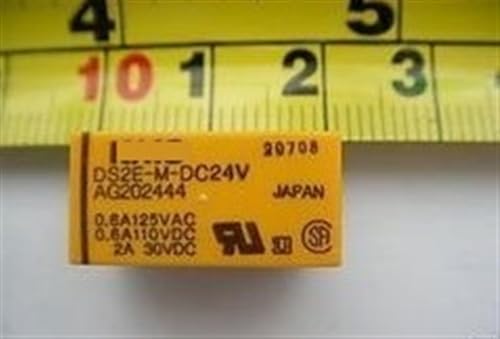 4 5
10 1 2 3
20708
DS2E-M-DC24V
AG202444 JAPAN
0.6A125VAC
0.6A110VDC
2A 30VDC